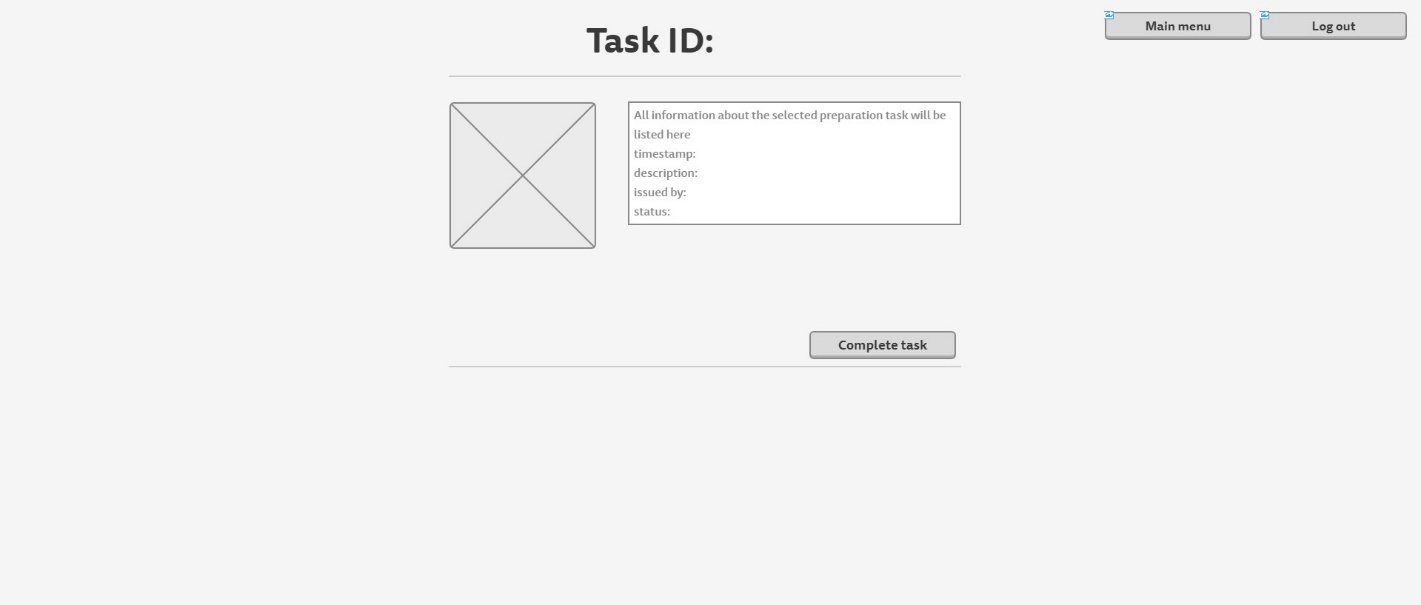 Task ID:
Main menu
Log out
All information about the selected preparation task will be
listed here
timestamp:
description:
issued by:
status:
Complete task